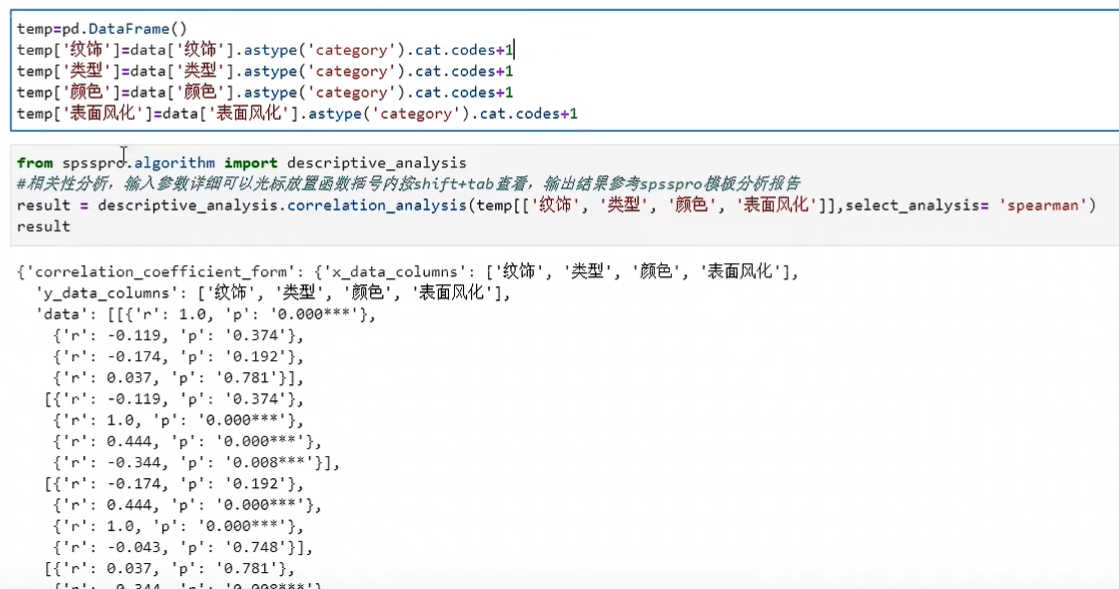 temp=pd.DataFrame()
temp['纹饰']=data['纹饰'].astype('category').cat.codes+1
temp['类型']=data['类型'].astype('category').cat.codes+1
temp['颜色']=data['颜色'].astype('category').cat.codes+1
temp['表面风化']=data['表面风化'].astype('category').cat.codes+1
from spsspro.algorithm import descriptive_analysis
#相关性分析，输入参数详细可以光标放置函数括号内按shift+tab查看，输出结果参考spsspro模板分析报告
result = descriptive_analysis.correlation_analysis(temp[['纹饰', '类型', '颜色', '表面风化']],select_analysis= 'spearman')
result
{'correlation_coefficient_form': {'x_data_columns': ['纹饰', '类型', '颜色', '表面风化'],
'y_data_columns': ['纹饰', '类型', '颜色', '表面风化'],
'data': [[{'r': 1.0, 'p': '0.000***'},
{'r': -0.119, 'p': '0.374'},
{'r': -0.174, 'p': '0.192'},
{'r': 0.037, 'p': '0.781'}],
[{'r': -0.119, 'p': '0.374'},
{'r': 1.0, 'p': '0.000***'},
{'r': 0.444, 'p': '0.000***'},
{'r': -0.344, 'p': '0.008***'}],
[{'r': -0.174, 'p': '0.192'},
{'r': 0.444, 'p': '0.000***'},
{'r': 1.0, 'p': '0.000***'},
{'r': -0.043, 'p': '0.748'}],
[{'r': 0.037, 'p': '0.781'},
{'r': -0.344, 'p': '0.008***'}